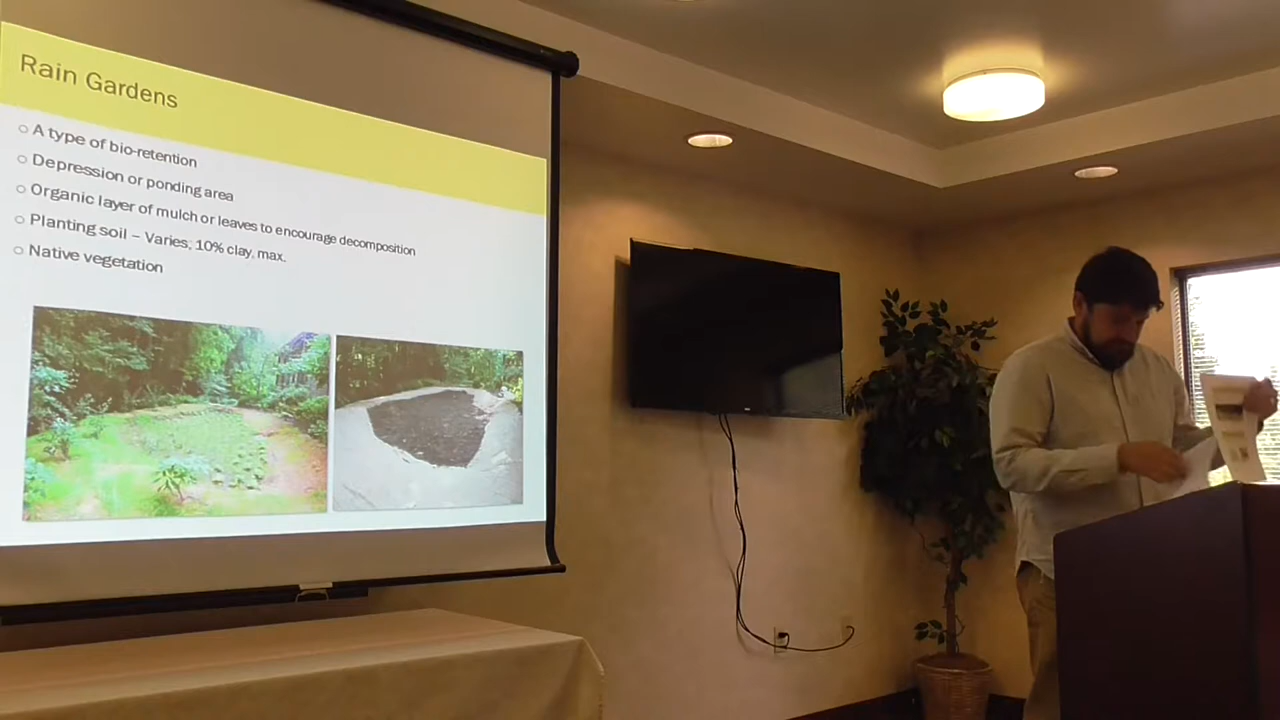 Rain Gardens
A type of bio-retention
Depression or ponding area
Organic layer of mulch or leaves to encourage decomposition
Planting soil – Varies; 10% clay, max.
Native vegetation